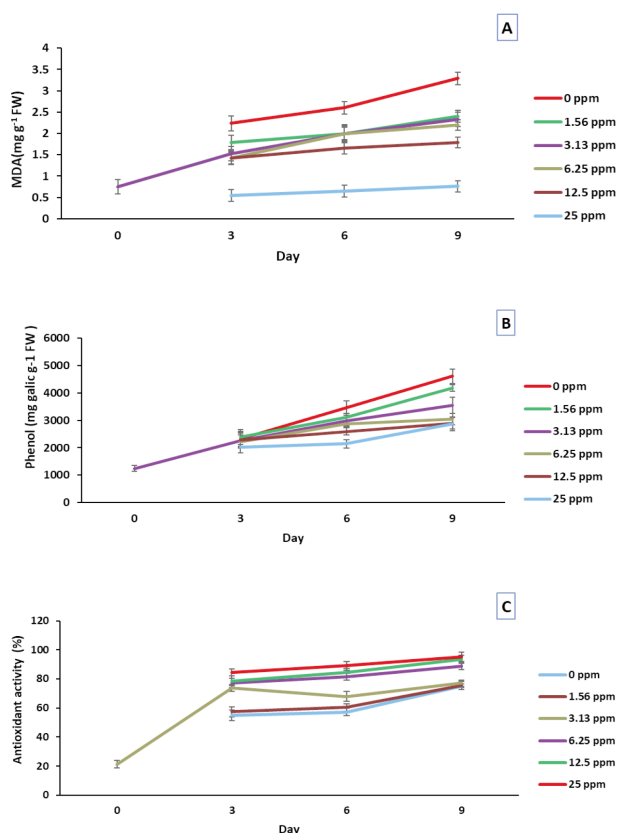 A
4
3.5
3
2.5
2
1.5
1
0.5
0
MDA(mg g-1 FW)
0 3 6 9
Day
0 ppm
1.56 ppm
3.13 ppm
6.25 ppm
12.5 ppm
25 ppm
B
6000
5000
4000
3000
2000
1000
0
Phenol (mg galic g-1 FW )
0 3 6 9
Day
0 ppm
1.56 ppm
3.13 ppm
6.25 ppm
12.5 ppm
25 ppm
C
120
100
80
60
40
20
0
Antioxidant activity (%)
0 3 6 9
Day
0 ppm
1.56 ppm
3.13 ppm
6.25 ppm
12.5 ppm
25 ppm